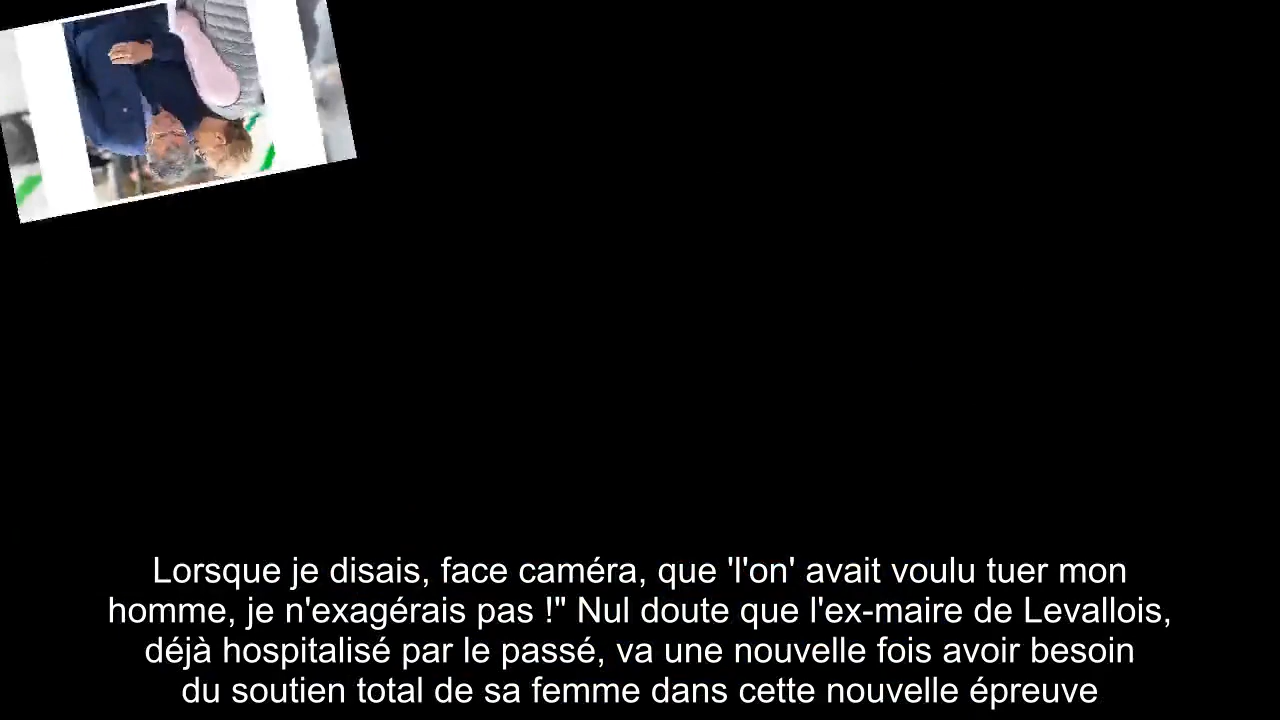 Lorsque je disais, face caméra, que 'l'on' avait voulu tuer mon
homme, je n'exagérais pas !" Nul doute que l'ex-maire de Levallois,
déjà hospitalisé par le passé, va une nouvelle fois avoir besoin
du soutien total de sa femme dans cette nouvelle épreuve